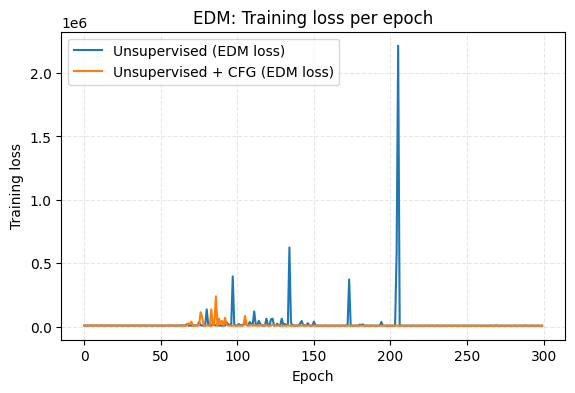 EDM: Training loss per epoch
1e6
Unsupervised (EDM loss)
Unsupervised + CFG (EDM loss)
2.0
1.5
1.0
0.5
0.0
Training loss
0 50 100 150 200 250 300
Epoch